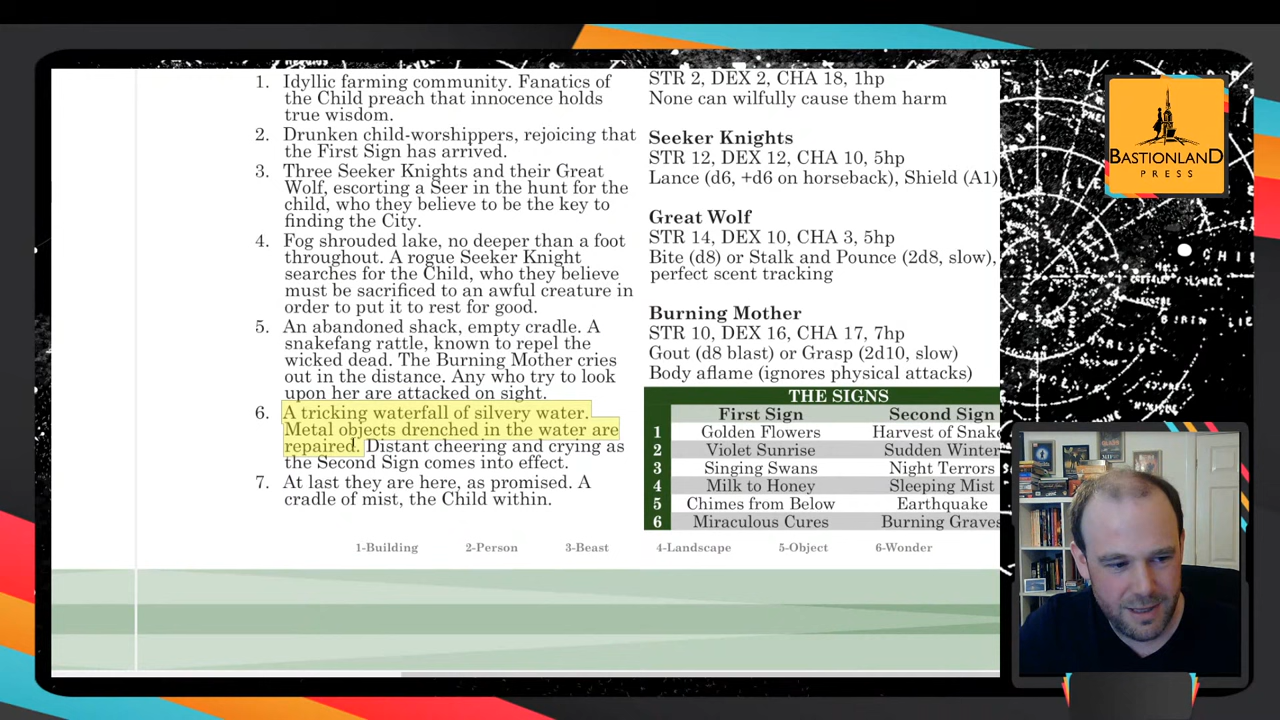 1. Idyllic farming community. Fanatics of
the Child preach that innocence holds
true wisdom.
2. Drunken child-worshippers, rejoicing that
the First Sign has arrived.
3. Three Seeker Knights and their Great
Wolf, escorting a Seer in the hunt for the
child, who they believe to be the key to
finding the City.
4. Fog shrouded lake, no deeper than a foot
throughout. A rogue Seeker Knight
searches for the Child, who they believe
must be sacrificed to an awful creature in
order to put it to rest for good.
5. An abandoned shack, empty cradle. A
snakefang rattle, known to repel the
wicked dead. The Burning Mother cries
out in the distance. Any who try to look
upon her are attacked on sight.
6. A tricking waterfall of silvery water.
Metal objects drenched in the water are
repaired. Distant cheering and crying as
the Second Sign comes into effect.
7. At last they are here, as promised. A
cradle of mist, the Child within.
STR 2, DEX 2, CHA 18, 1hp
None can wilfully cause them harm
Seeker Knights
STR 12, DEX 12, CHA 10, 5hp
Lance (d6, +d6 on horseback), Shield (A1)
Great Wolf
STR 14, DEX 10, CHA 3, 5hp
Bite (d8) or Stalk and Pounce (2d8, slow),
perfect scent tracking
Burning Mother
STR 10, DEX 16, CHA 17, 7hp
Gout (d8 blast) or Grasp (2d10, slow)
Body aflame (ignores physical attacks)
THE SIGNS
First Sign Second Sign
1 Golden Flowers Harvest of Snake
2 Violet Sunrise Sudden Winter
3 Singing Swans Night Terrors
4 Milk to Honey Sleeping Mist
5 Chimes from Below Earthquake
6 Miraculous Cures Burning Graves
1-Building 2-Person 3-Beast 4-Landscape 5-Object 6-Wonder
BASTIONLAND
PRESS